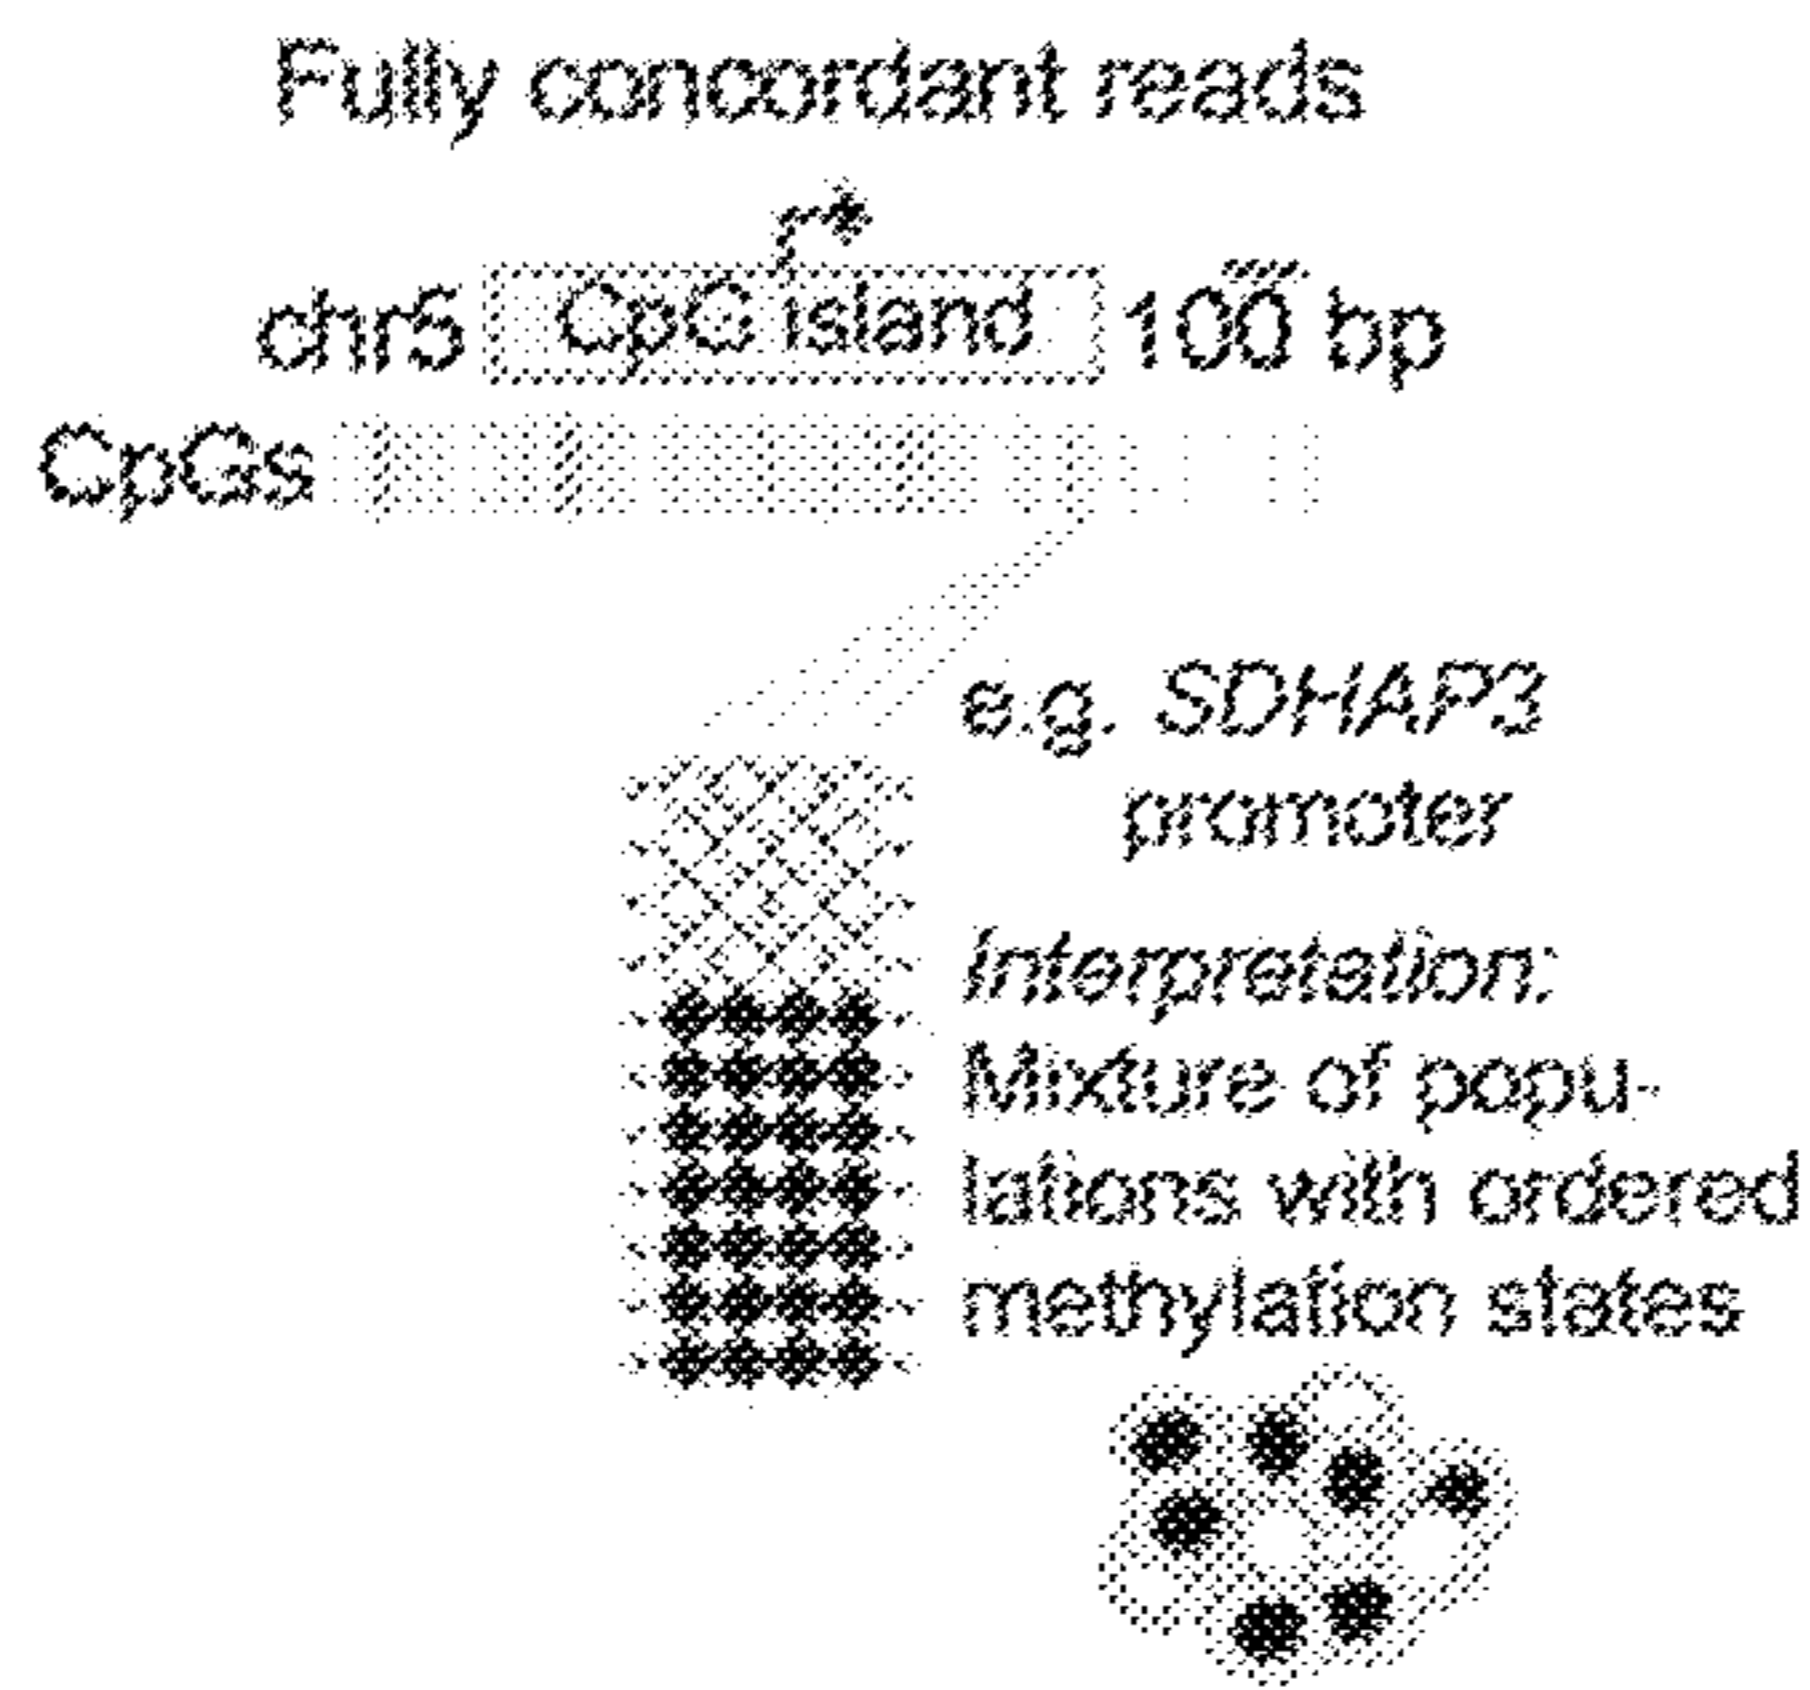 Fully concordant reads
chr5 CpG island 100 bp
CpGs
e.g. SDHAP3
promoter
Interpretation:
Mixture of popu-
lations with ordered
methylation states